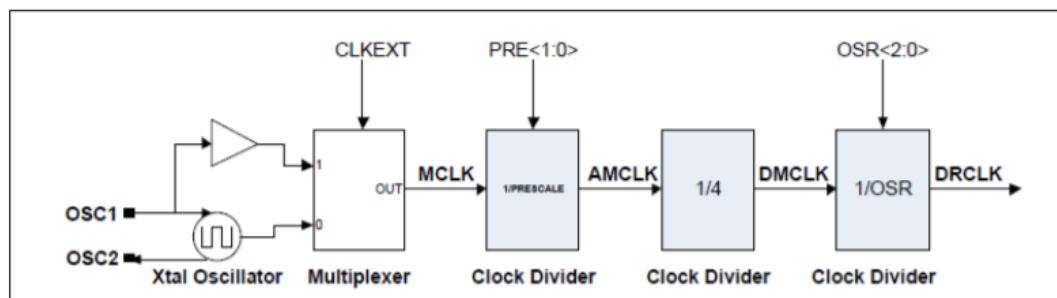 CLKEXT
PRE<1:0>
OSR<2:0>
1
0
OUT
MCLK
1/PRESCALE
AMCLK
1/4
DMCLK
1/OSR
DRCLK
OSC1
OSC2
Xtal Oscillator
Multiplexer
Clock Divider
Clock Divider
Clock Divider